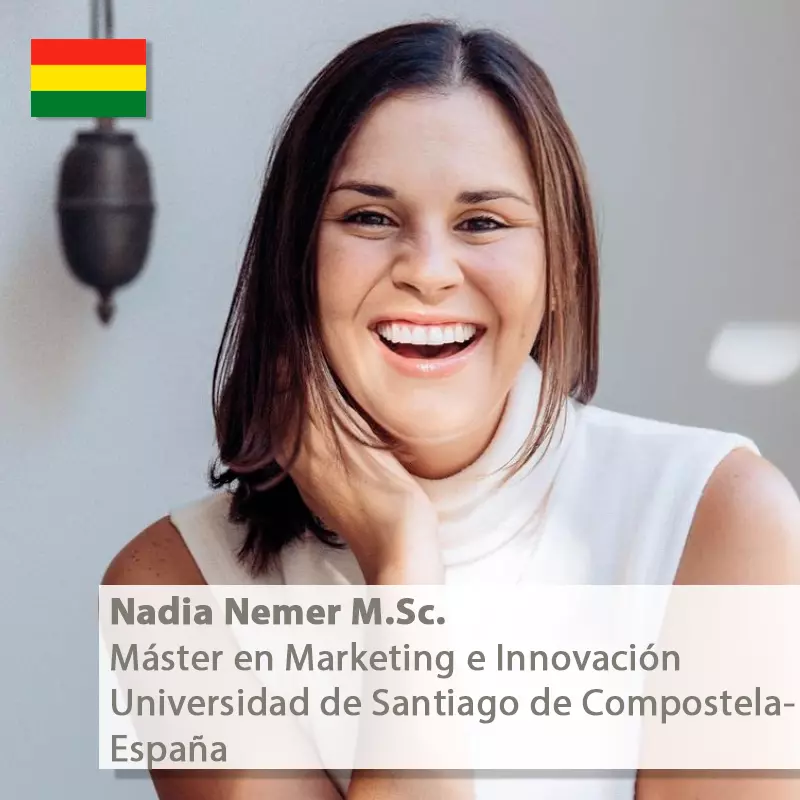 Nadia Nemer M.Sc.
Máster en Marketing e Innovación
Universidad de Santiago de Compostela-
España